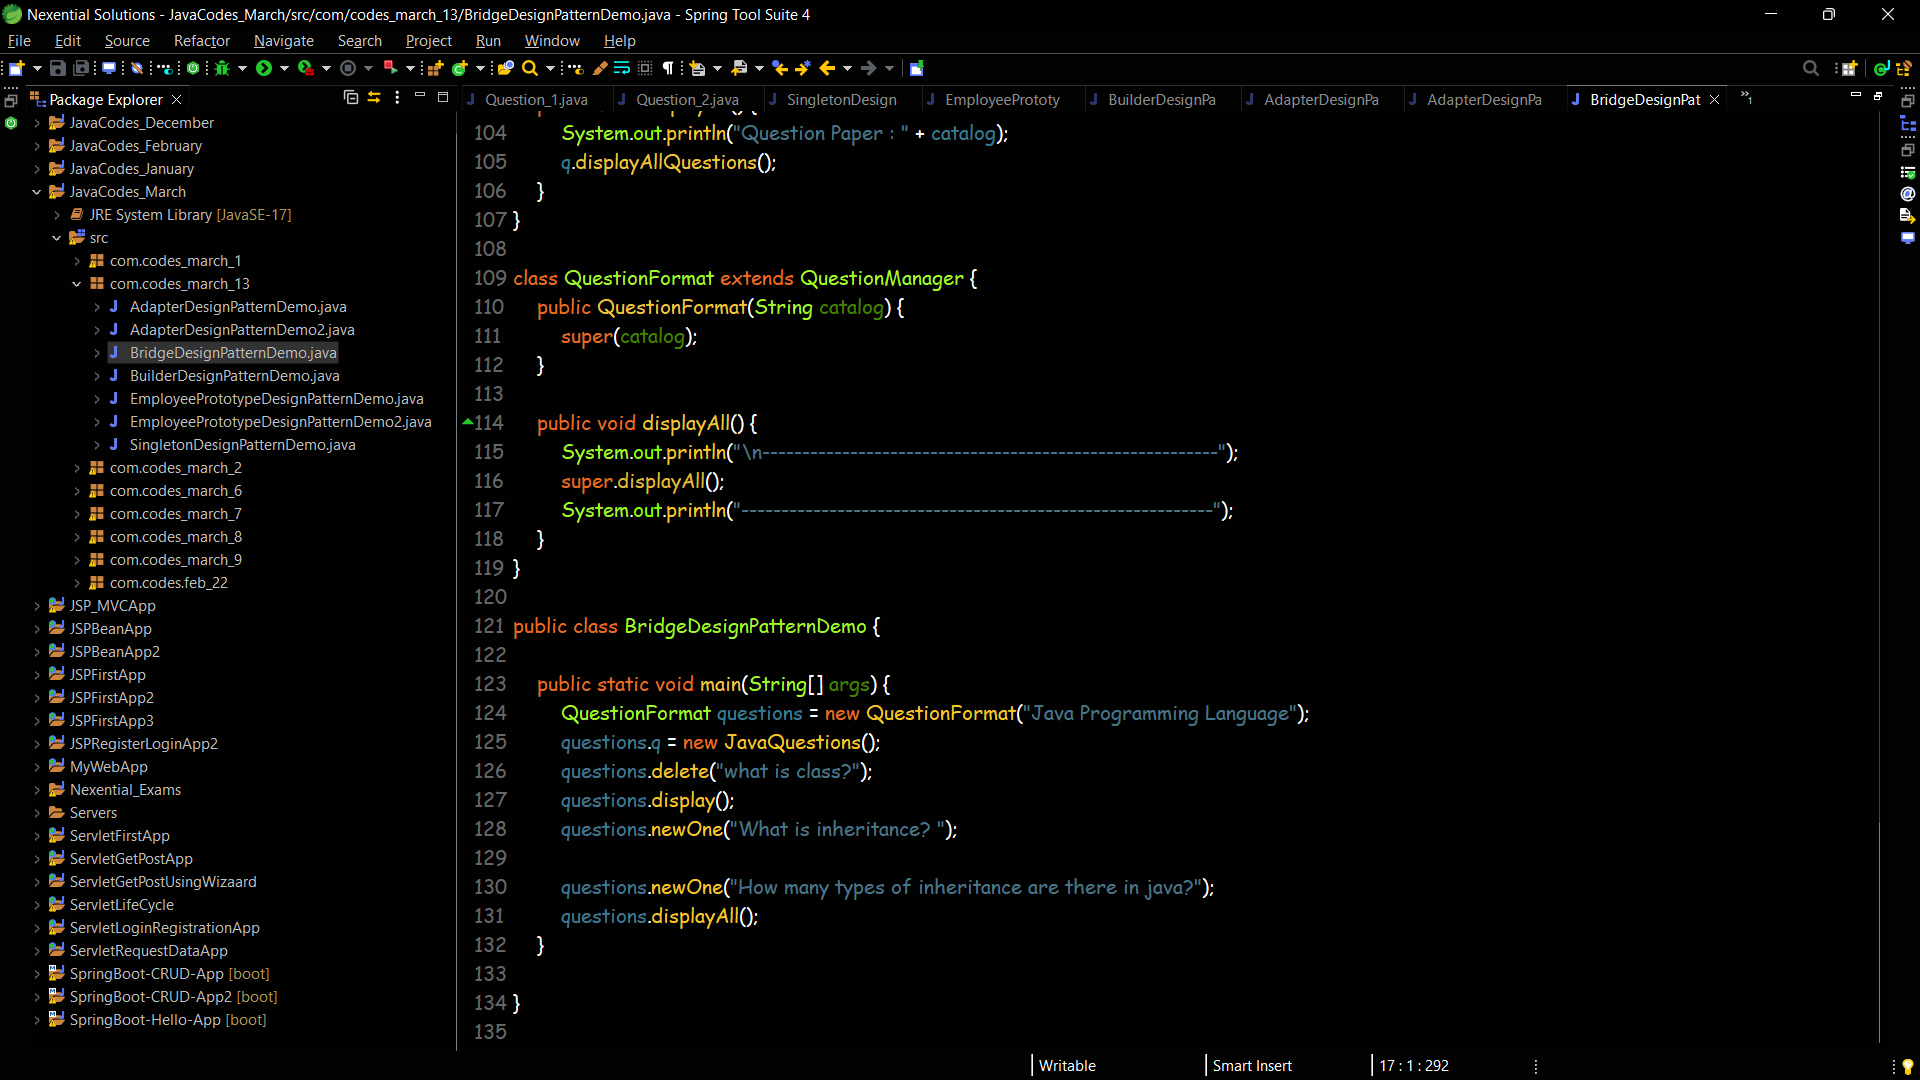 Nexential Solutions - JavaCodes_March/src/com/codes_march_13/BridgeDesignPatternDemo.java - Spring Tool Suite 4
File Edit Source Refactor Navigate Search Project Run Window Help
Package Explorer
JavaCodes_December
JavaCodes_February
JavaCodes_January
JavaCodes_March
JRE System Library [JavaSE-17]
src
com.codes_march_1
com.codes_march_13
AdapterDesignPatternDemo.java
AdapterDesignPatternDemo2.java
BridgeDesignPatternDemo.java
BuilderDesignPatternDemo.java
EmployeePrototypeDesignPatternDemo.java
EmployeePrototypeDesignPatternDemo2.java
SingletonDesignPatternDemo.java
com.codes_march_2
com.codes_march_6
com.codes_march_7
com.codes_march_8
com.codes_march_9
com.codes.feb_22
JSP_MVCApp
JSPBeanApp
JSPBeanApp2
JSPFirstApp
JSPFirstApp2
JSPFirstApp3
JSPRegisterLoginApp2
MyWebApp
Nexential_Exams
Servers
ServletFirstApp
ServletGetPostApp
ServletGetPostUsingWizaard
ServletLifeCycle
ServletLoginRegistrationApp
ServletRequestDataApp
SpringBoot-CRUD-App [boot]
SpringBoot-CRUD-App2 [boot]
SpringBoot-Hello-App [boot]
Question_1.java Question_2.java SingletonDesign EmployeePrototy BuilderDesignPa AdapterDesignPa AdapterDesignPa BridgeDesignPat »1
104 System.out.println("Question Paper : " + catalog);
105 q.displayAllQuestions();
106 }
107 }
108
109 class QuestionFormat extends QuestionManager {
110 public QuestionFormat(String catalog) {
111 super(catalog);
112 }
113
114 public void displayAll() {
115 System.out.println("\n---------------------------------------------------------");
116 super.displayAll();
117 System.out.println("-----------------------------------------------------------");
118 }
119 }
120
121 public class BridgeDesignPatternDemo {
122
123 public static void main(String[] args) {
124 QuestionFormat questions = new QuestionFormat("Java Programming Language");
125 questions.q = new JavaQuestions();
126 questions.delete("what is class?");
127 questions.display();
128 questions.newOne("What is inheritance? ");
129
130 questions.newOne("How many types of inheritance are there in java?");
131 questions.displayAll();
132 }
133
134 }
135
Writable Smart Insert 17 : 1 : 292